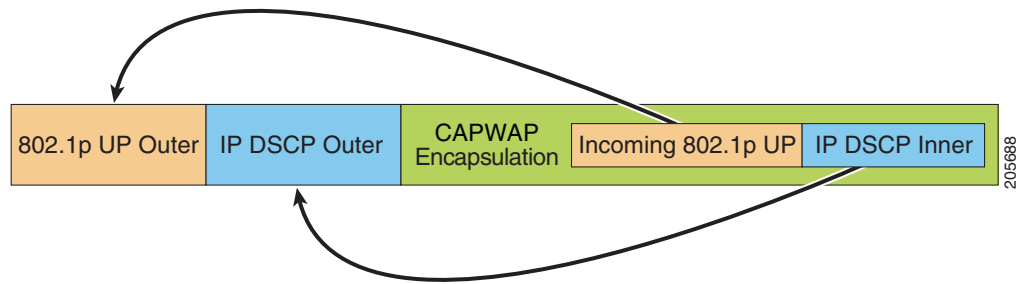 802.1p UP Outer
IP DSCP Outer
CAPWAP
Encapsulation
Incoming 802.1p UP
IP DSCP Inner
205688